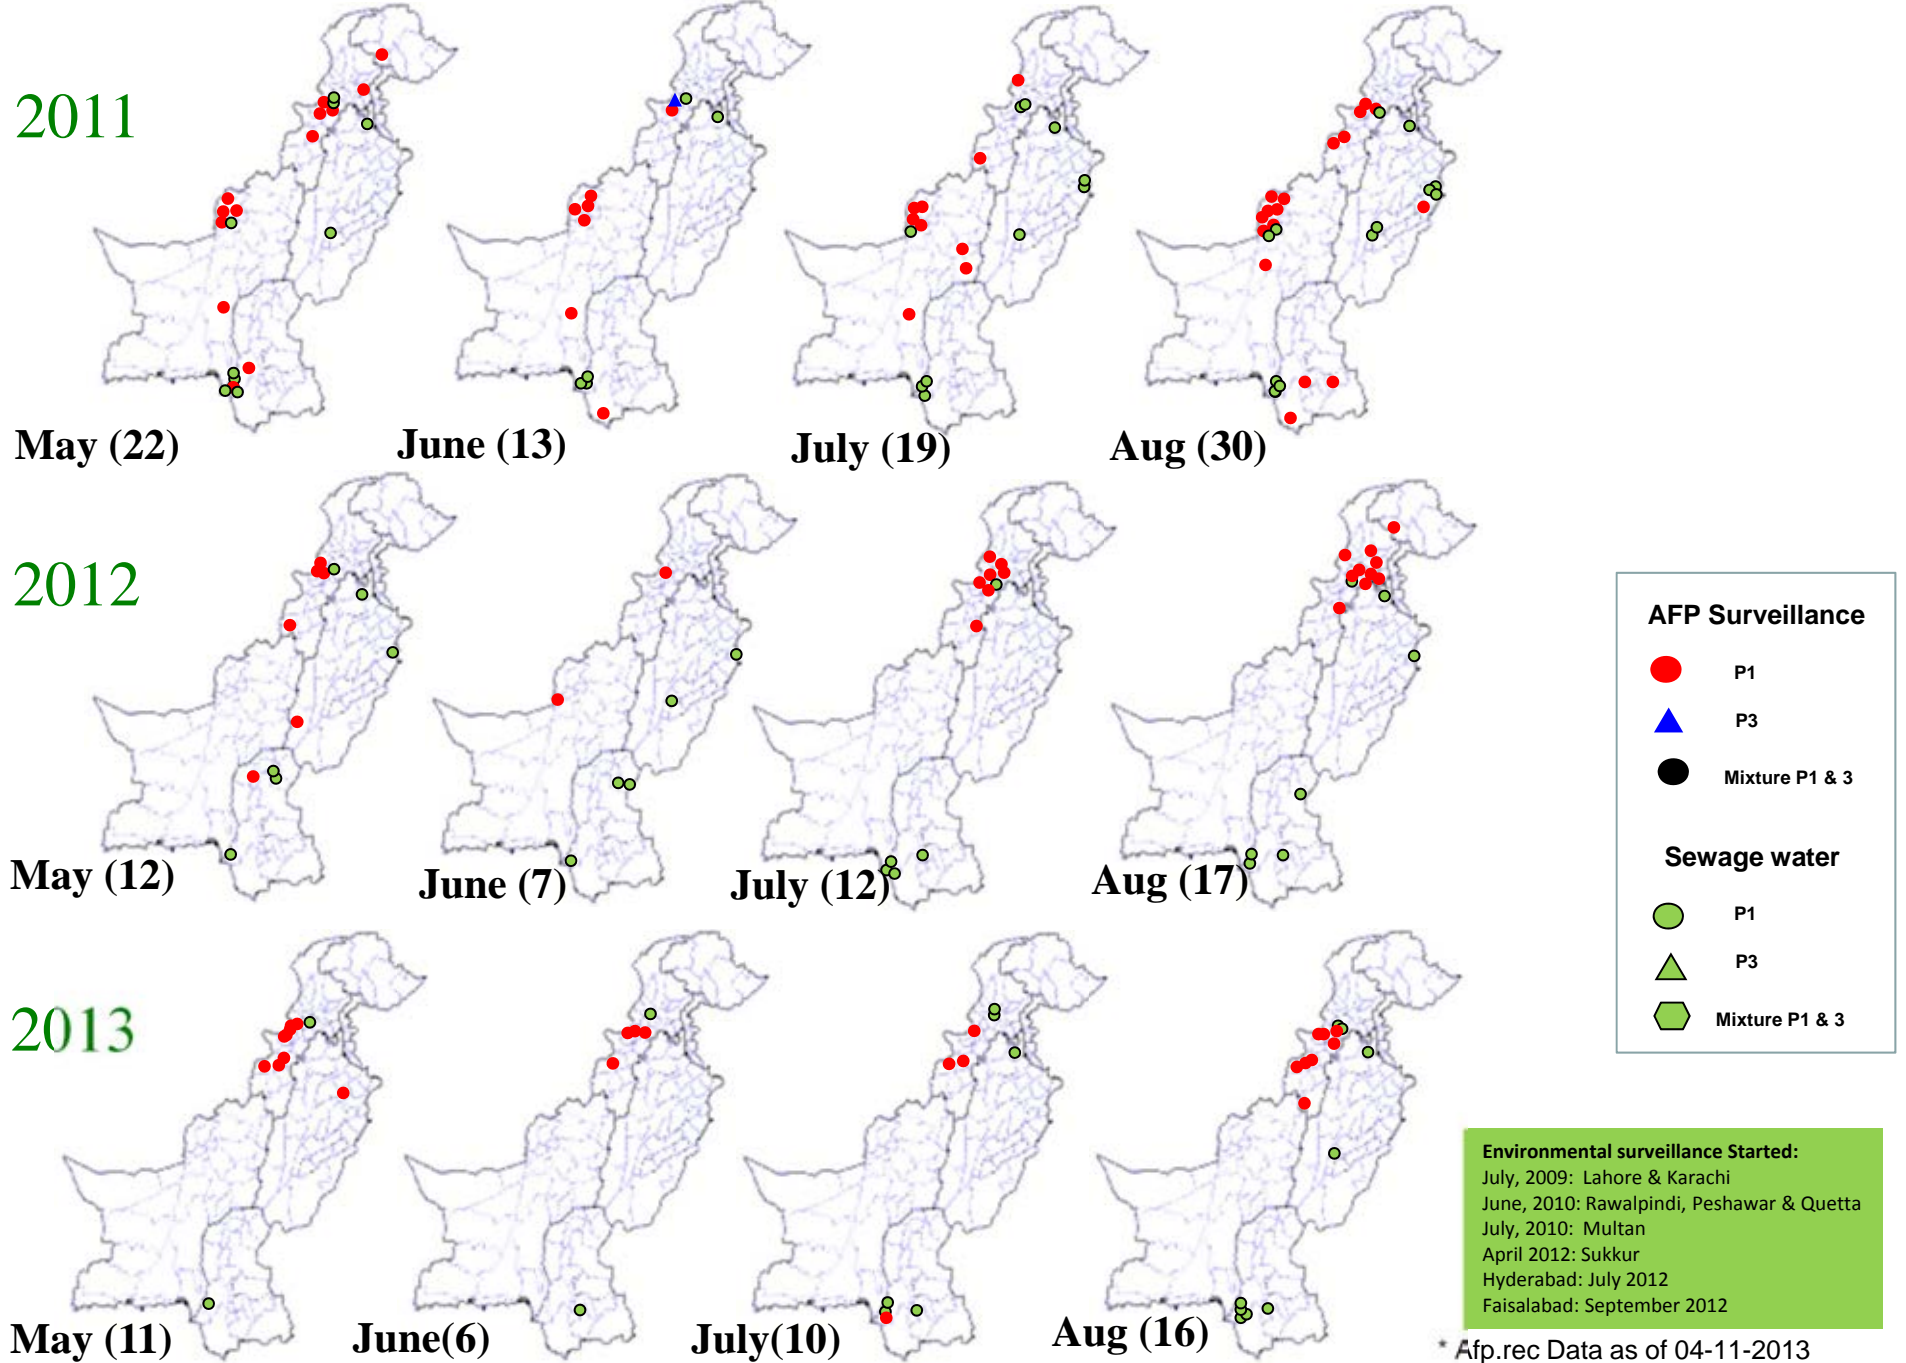 2011
May (22)
June (13)
July (19)
Aug (30)
2012
May (12)
June (7)
July (12)
Aug (17)
2013
May (11)
June(6)
July(10)
Aug (16)
AFP Surveillance
P1
P3
Mixture P1 & 3
Sewage water
P1
P3
Mixture P1 & 3
Environmental surveillance Started:
July, 2009: Lahore & Karachi
June, 2010: Rawalpindi, Peshawar & Quetta
July, 2010: Multan
April 2012: Sukkur
Hyderabad: July 2012
Faisalabad: September 2012
* Afp.rec Data as of 04-11-2013